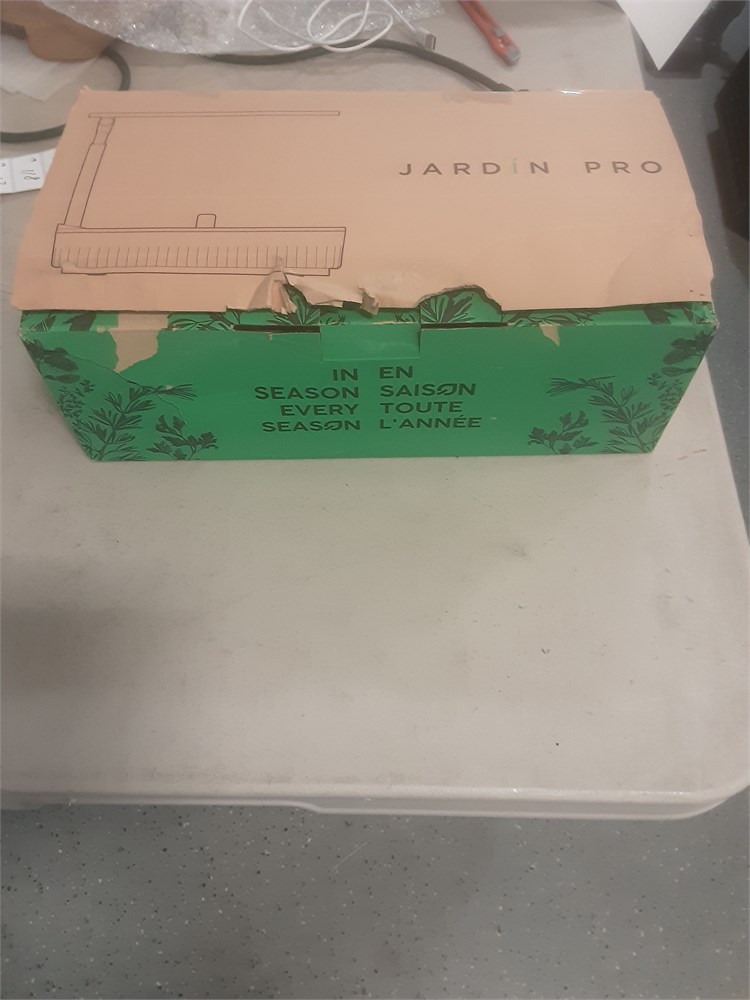 JARDÍN PRO
IN
SEASON
EVERY
SEASON
EN
SAISON
TOUTE
L'ANNÉE